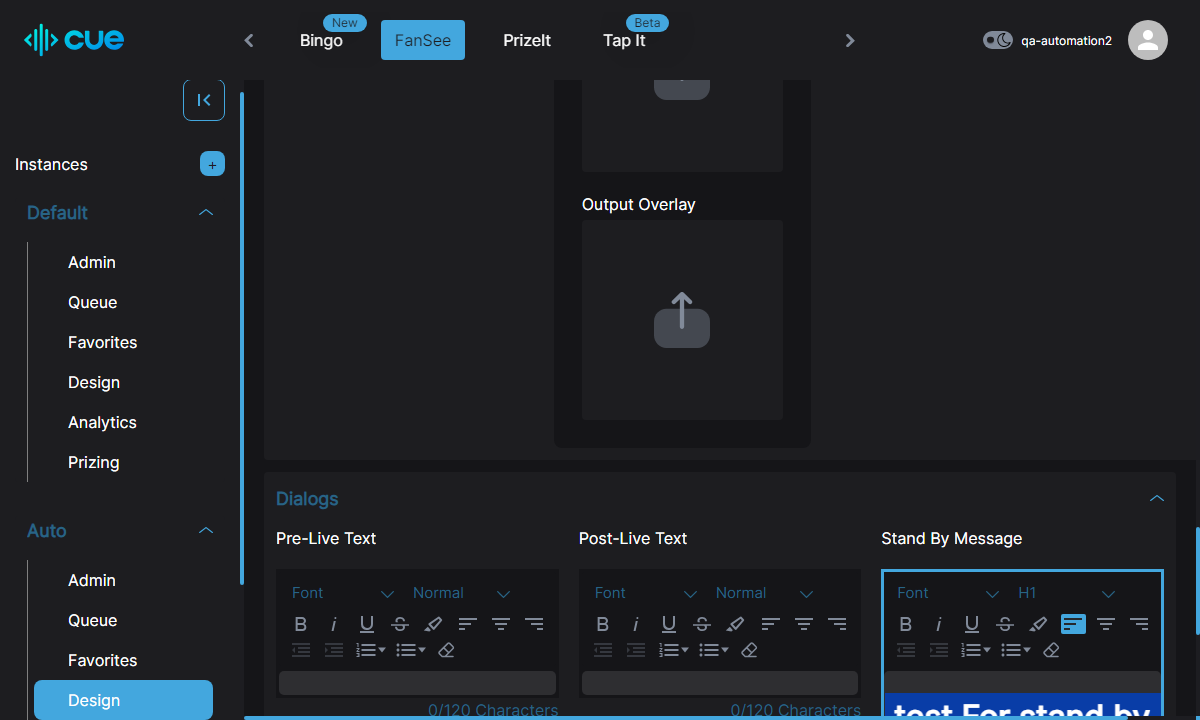 cue
Bingo
New
FanSee
PrizeIt
Tap It
Beta
qa-automation2
Instances
+
Default
Admin
Queue
Favorites
Design
Analytics
Prizing
Auto
Admin
Queue
Favorites
Design
Output Overlay
Dialogs
Pre-Live Text
Font
Normal
0/120 Characters
Post-Live Text
Font
Normal
0/120 Characters
Stand By Message
Font
H1
test For stand by